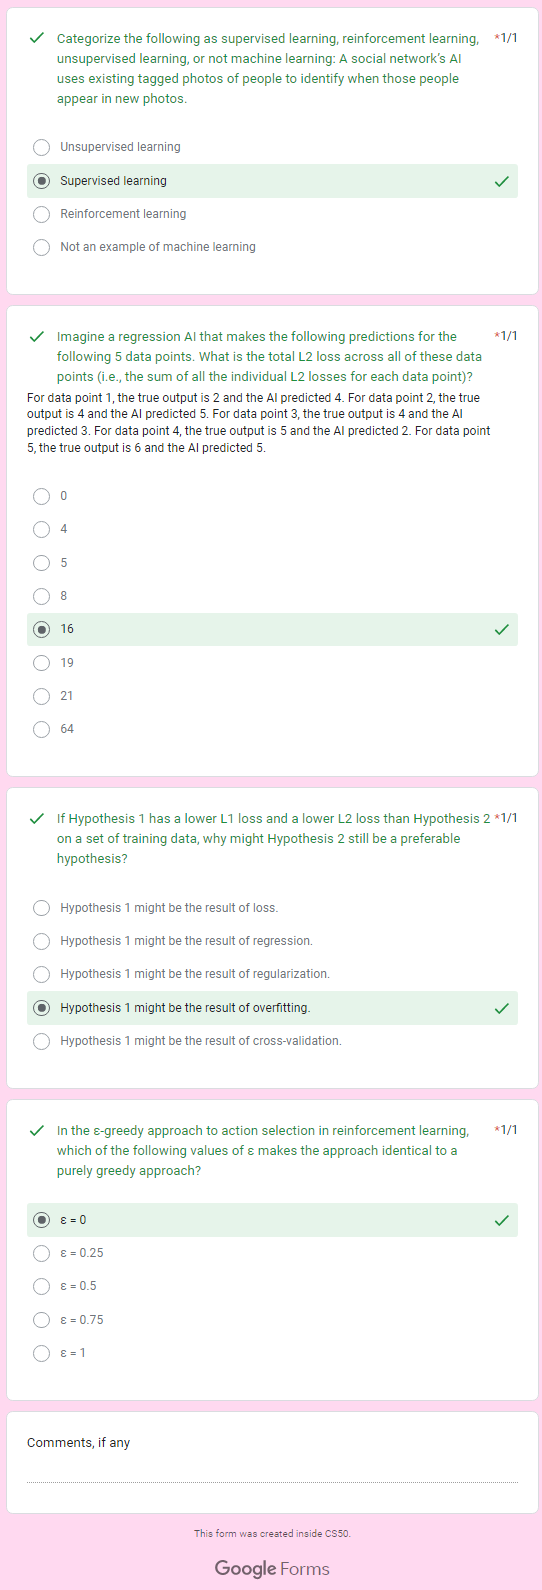 Categorize the following as supervised learning, reinforcement learning, *1/1
unsupervised learning, or not machine learning: A social network’s AI
uses existing tagged photos of people to identify when those people
appear in new photos.
Unsupervised learning
Supervised learning
Reinforcement learning
Not an example of machine learning
Imagine a regression AI that makes the following predictions for the *1/1
following 5 data points. What is the total L2 loss across all of these data
points (i.e., the sum of all the individual L2 losses for each data point)?
For data point 1, the true output is 2 and the AI predicted 4. For data point 2, the true
output is 4 and the AI predicted 5. For data point 3, the true output is 4 and the AI
predicted 3. For data point 4, the true output is 5 and the AI predicted 2. For data point
5, the true output is 6 and the AI predicted 5.
0
4
5
8
16
19
21
64
If Hypothesis 1 has a lower L1 loss and a lower L2 loss than Hypothesis 2 *1/1
on a set of training data, why might Hypothesis 2 still be a preferable
hypothesis?
Hypothesis 1 might be the result of loss.
Hypothesis 1 might be the result of regression.
Hypothesis 1 might be the result of regularization.
Hypothesis 1 might be the result of overfitting.
Hypothesis 1 might be the result of cross-validation.
In the ε-greedy approach to action selection in reinforcement learning, *1/1
which of the following values of ε makes the approach identical to a
purely greedy approach?
ε = 0
ε = 0.25
ε = 0.5
ε = 0.75
ε = 1
Comments, if any
This form was created inside CS50.
Google Forms